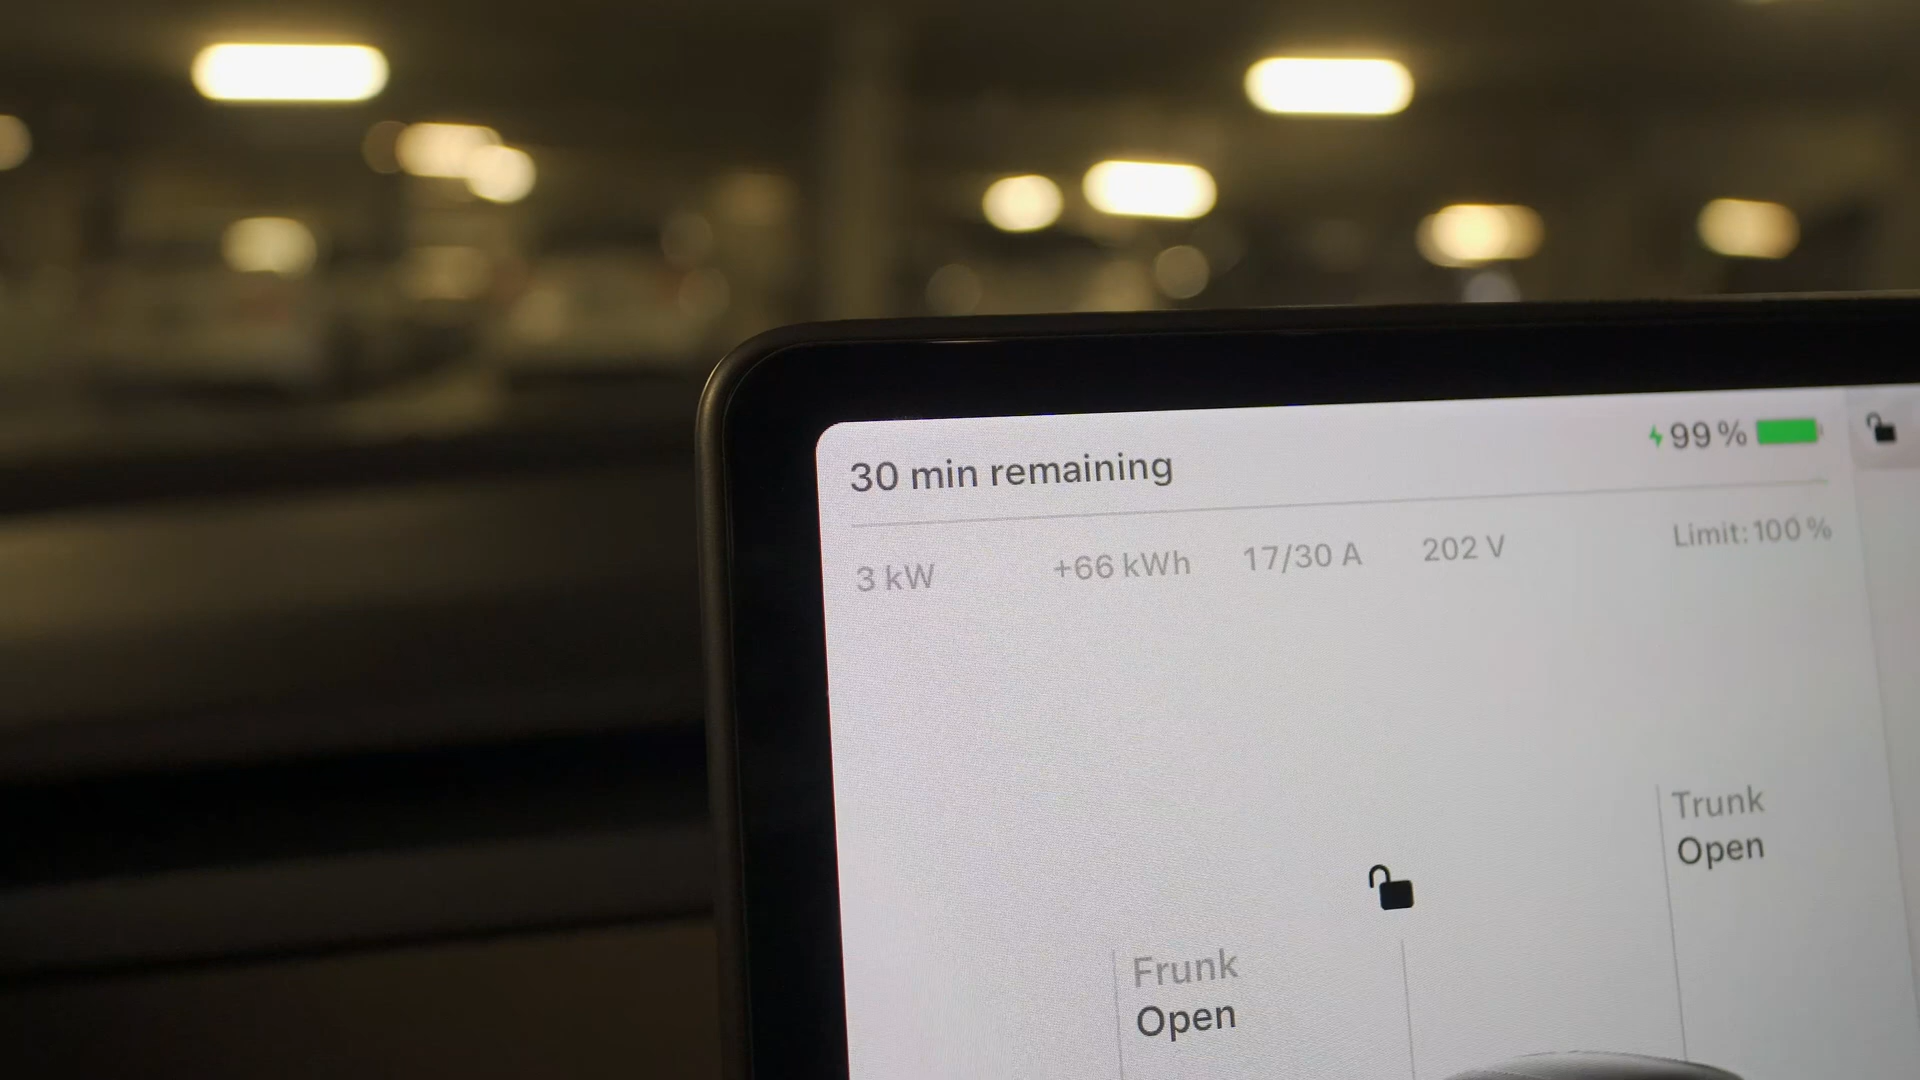 30 min remaining
99 %
3 kW
+66 kWh
17/30 A
202 V
Limit: 100 %
Trunk
Open
Frunk
Open